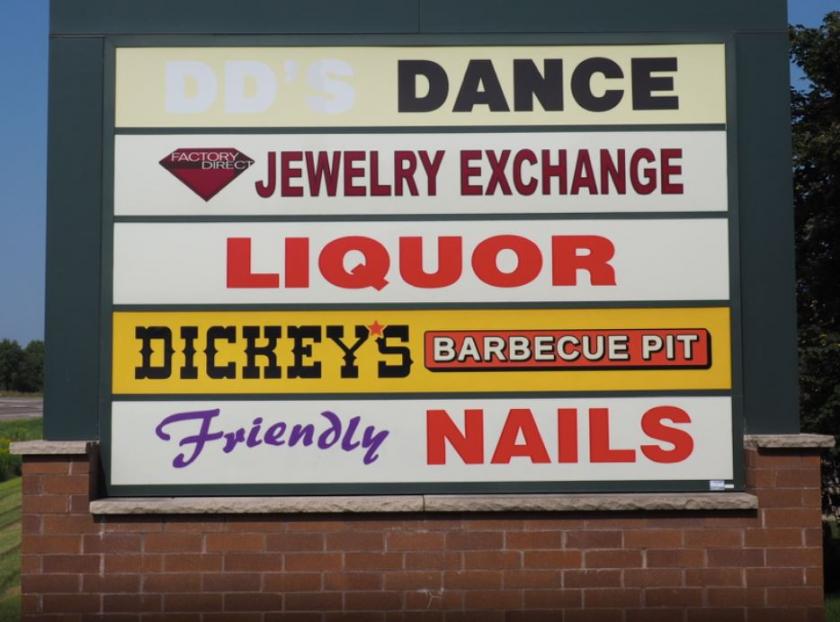 DD'S DANCE
FACTORY
DIRECT
JEWELRY EXCHANGE
LIQUOR
DICKEY'S BARBECUE PIT
Friendly NAILS